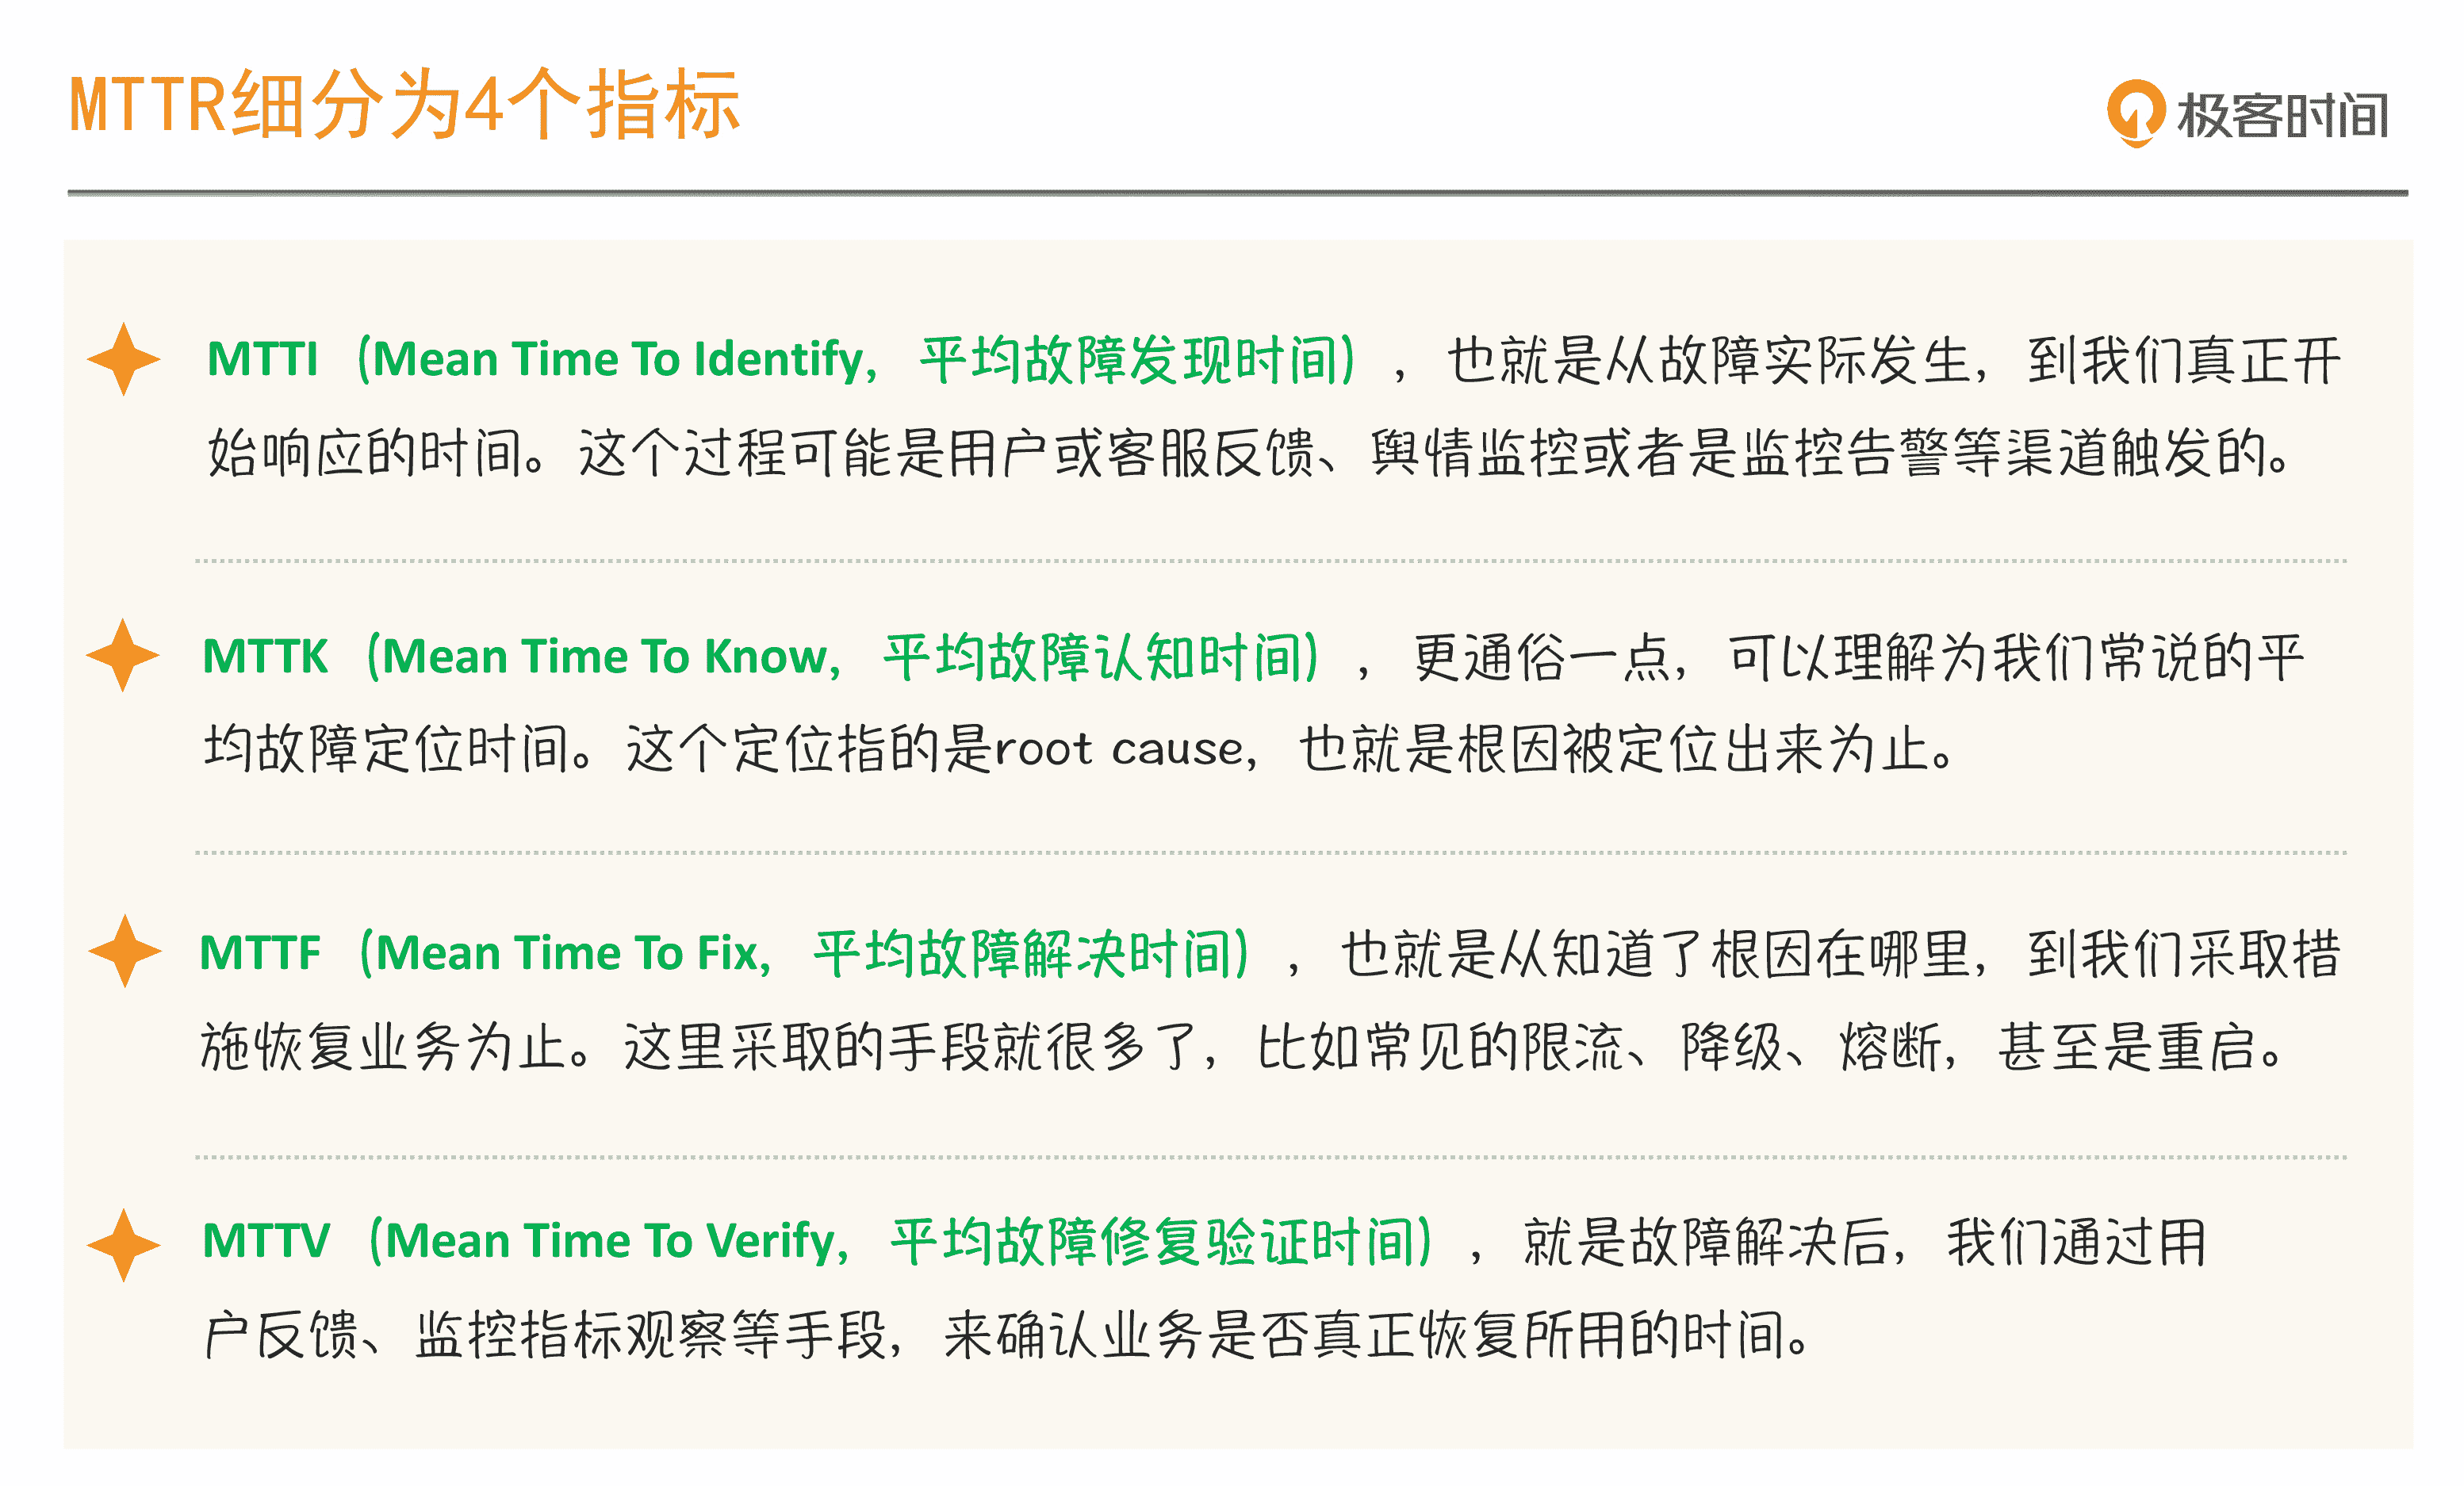 MTTR细分为4个指标
极客时间
MTTI（Mean Time To Identify，平均故障发现时间），也就是从故障实际发生，到我们真正开
始响应的时间。这个过程可能是用户或客服反馈、舆情监控或者是监控告警等渠道触发的。
MTTK（Mean Time To Know，平均故障认知时间），更通俗一点，可以理解为我们常说的平
均故障定位时间。这个定位指的是root cause，也就是根因被定位出来为止。
MTTF（Mean Time To Fix，平均故障解决时间），也就是从知道了根因在哪里，到我们采取措
施恢复业务为止。这里采取的手段就很多了，比如常见的限流、降级、熔断，甚至是重启。
MTTV（Mean Time To Verify，平均故障修复验证时间），就是故障解决后，我们通过用
户反馈、监控指标观察等手段，来确认业务是否真正恢复所用的时间。